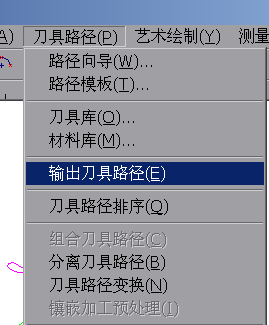 A) 刀具路径(P) 艺术绘制(Y) 测量
路径向导(W)...
路径模板(T)...
刀具库(O)...
材料库(M)...
输出刀具路径(E)
刀具路径排序(Q)
组合刀具路径(C)
分离刀具路径(B)
刀具路径变换(N)
镶嵌加工预处理(I)